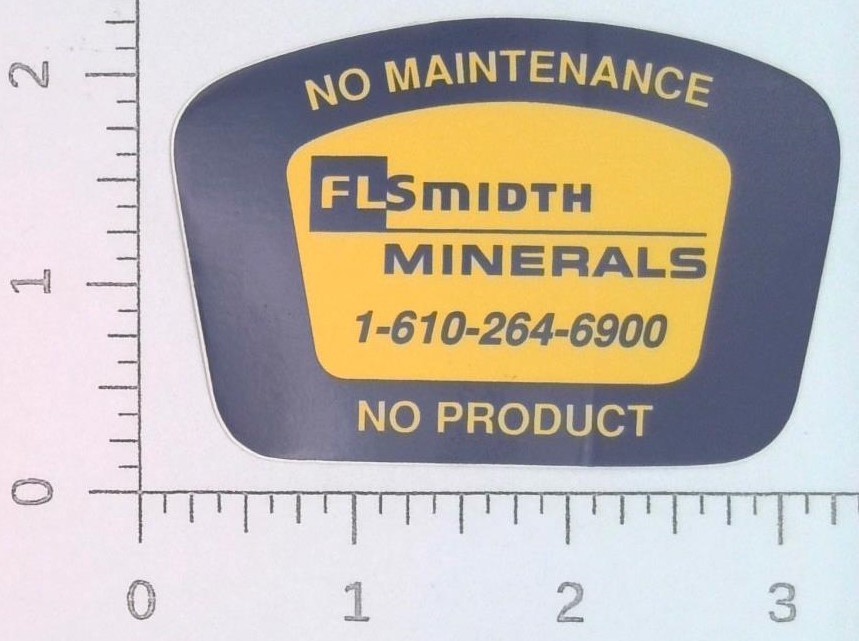 NO MAINTENANCE
FLSMIDTH
MINERALS
1-610-264-6900
NO PRODUCT
2
1
0
0 1 2 3